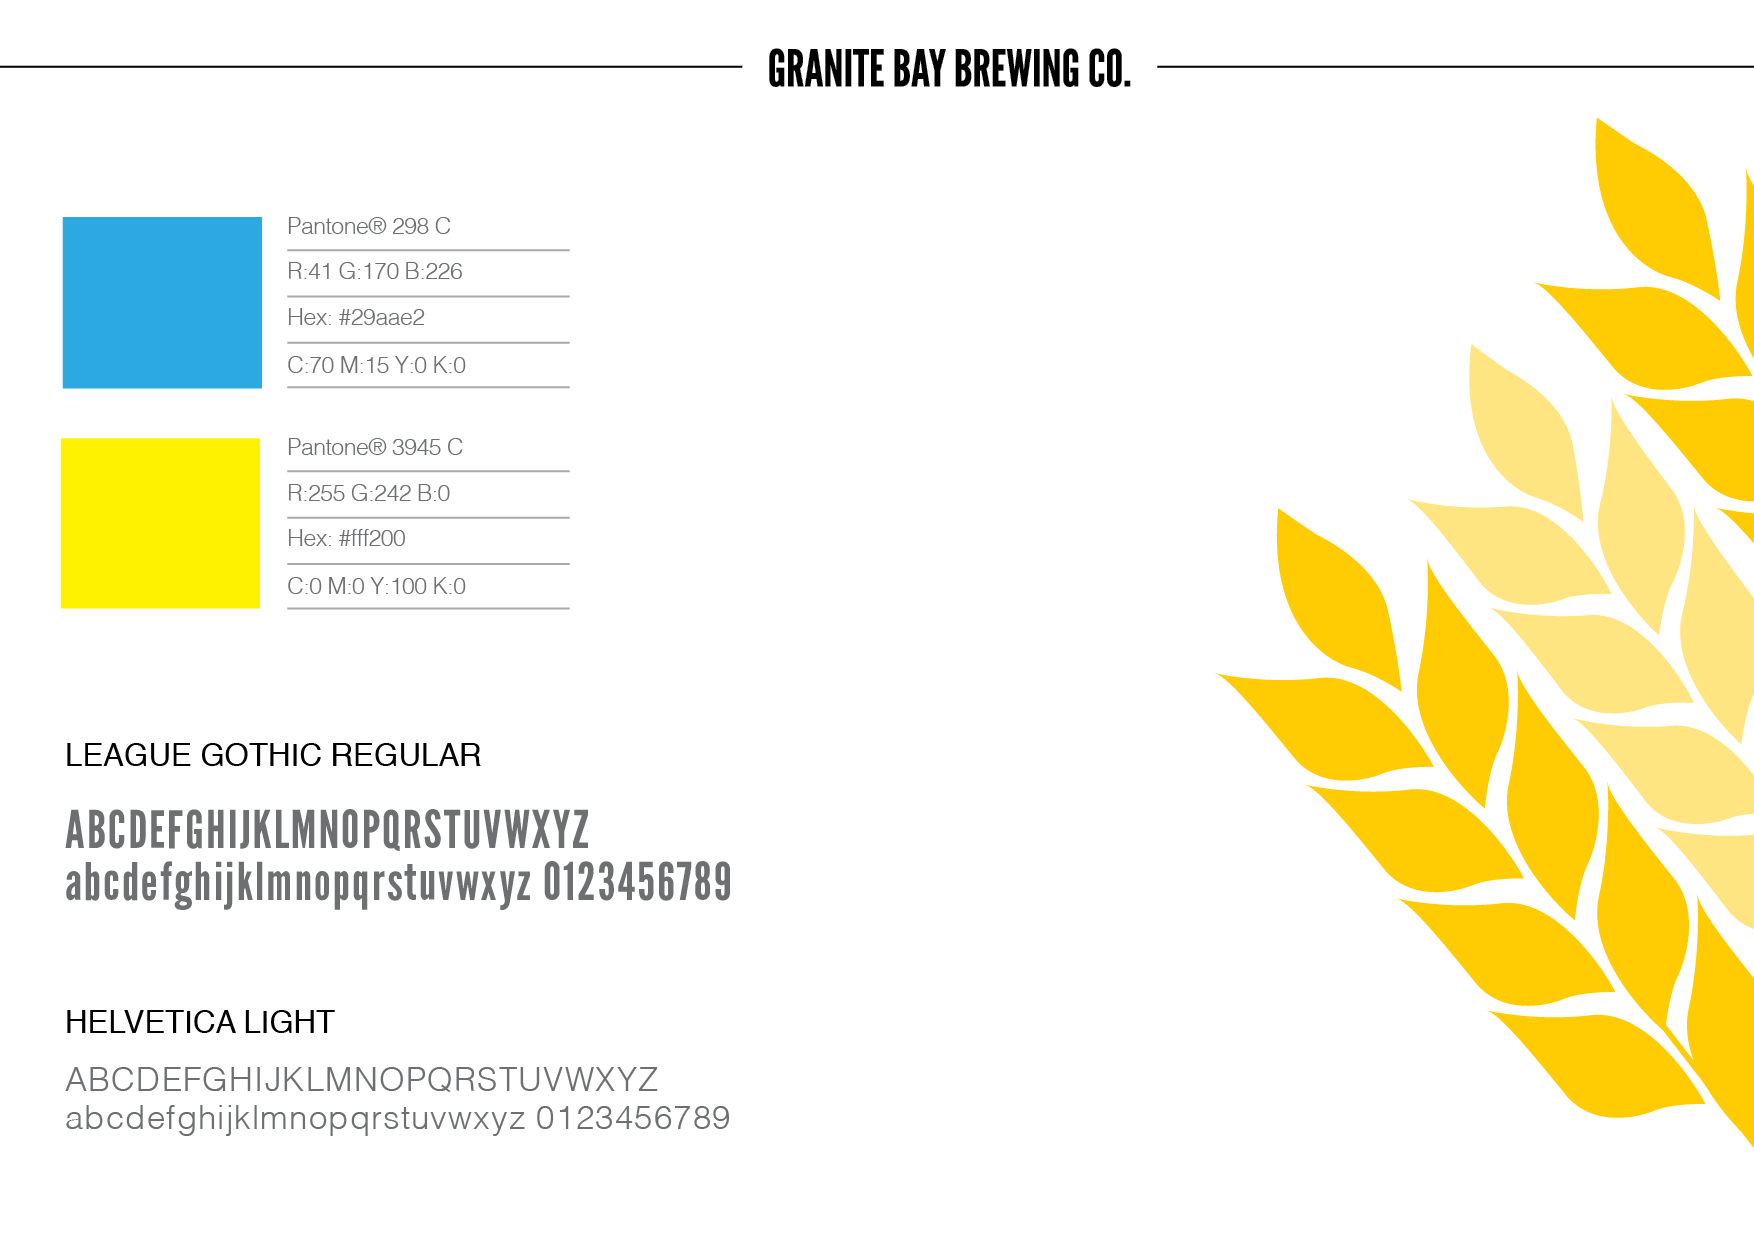 GRANITE BAY BREWING CO.
Pantone® 298 C
R:41 G:170 B:226
Hex: #29aae2
C:70 M:15 Y:0 K:0
Pantone® 3945 C
R:255 G:242 B:0
Hex: #fff200
C:0 M:0 Y:100 K:0
LEAGUE GOTHIC REGULAR
ABCDEFGHIJKLMNOPQRSTUVWXYZ
abcdefghijklmnopqrstuvwxyz 0123456789
HELVETICA LIGHT
ABCDEFGHIJKLMNOPQRSTUVWXYZ
abcdefghijklmnopqrstuvwxyz 0123456789